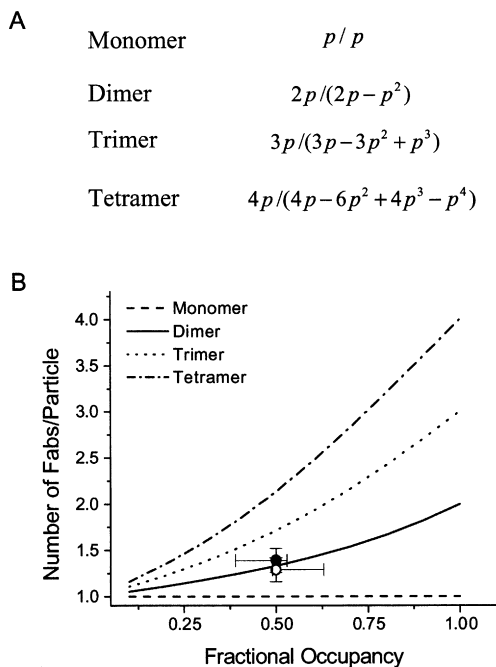 A
Monomer p / p
Dimer 2p/(2p−p²)
Trimer 3p/(3p−3p²+p³)
Tetramer 4p/(4p−6p²+4p³−p⁴)
B
Monomer
Dimer
Trimer
Tetramer
Number of Fabs/Particle
4.0
3.5
3.0
2.5
2.0
1.5
1.0
0.25 0.50 0.75 1.00
Fractional Occupancy